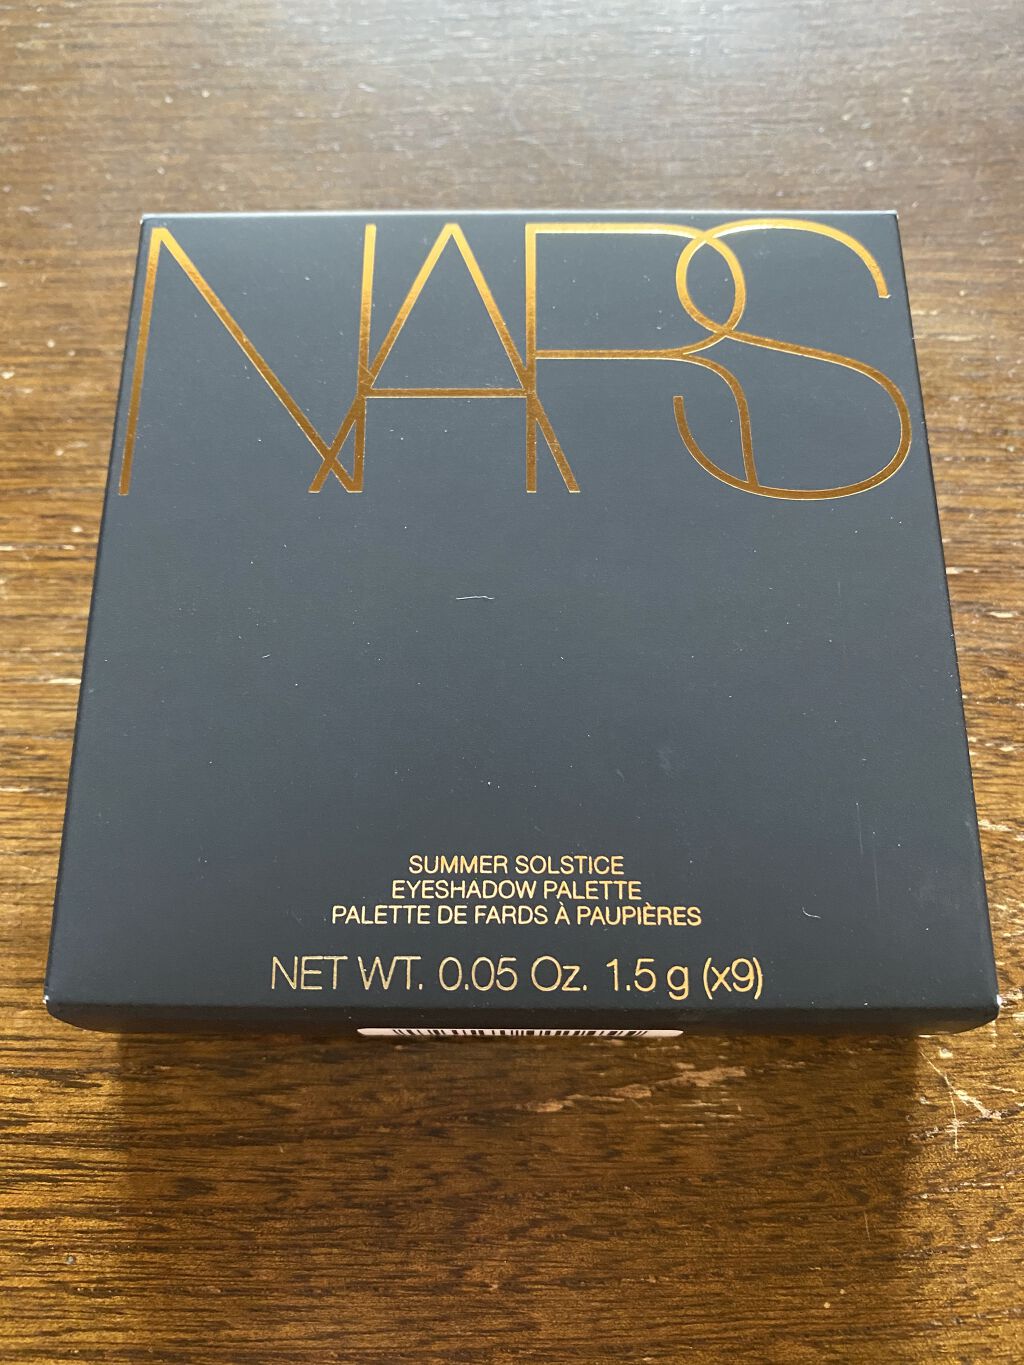 NARS
SUMMER SOLSTICE
EYESHADOW PALETTE
PALETTE DE FARDS À PAUPIÈRES
NET WT. 0.05 Oz. 1.5 g (x9)